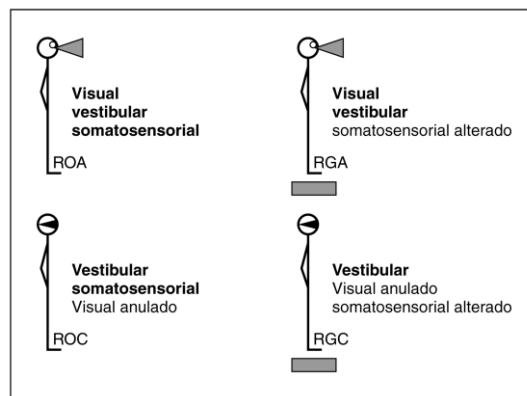 Visual
vestibular
somatosensorial
ROA
Visual
vestibular
somatosensorial alterado
RGA
Vestibular
somatosensorial
Visual anulado
ROC
Vestibular
Visual anulado
somatosensorial alterado
RGC